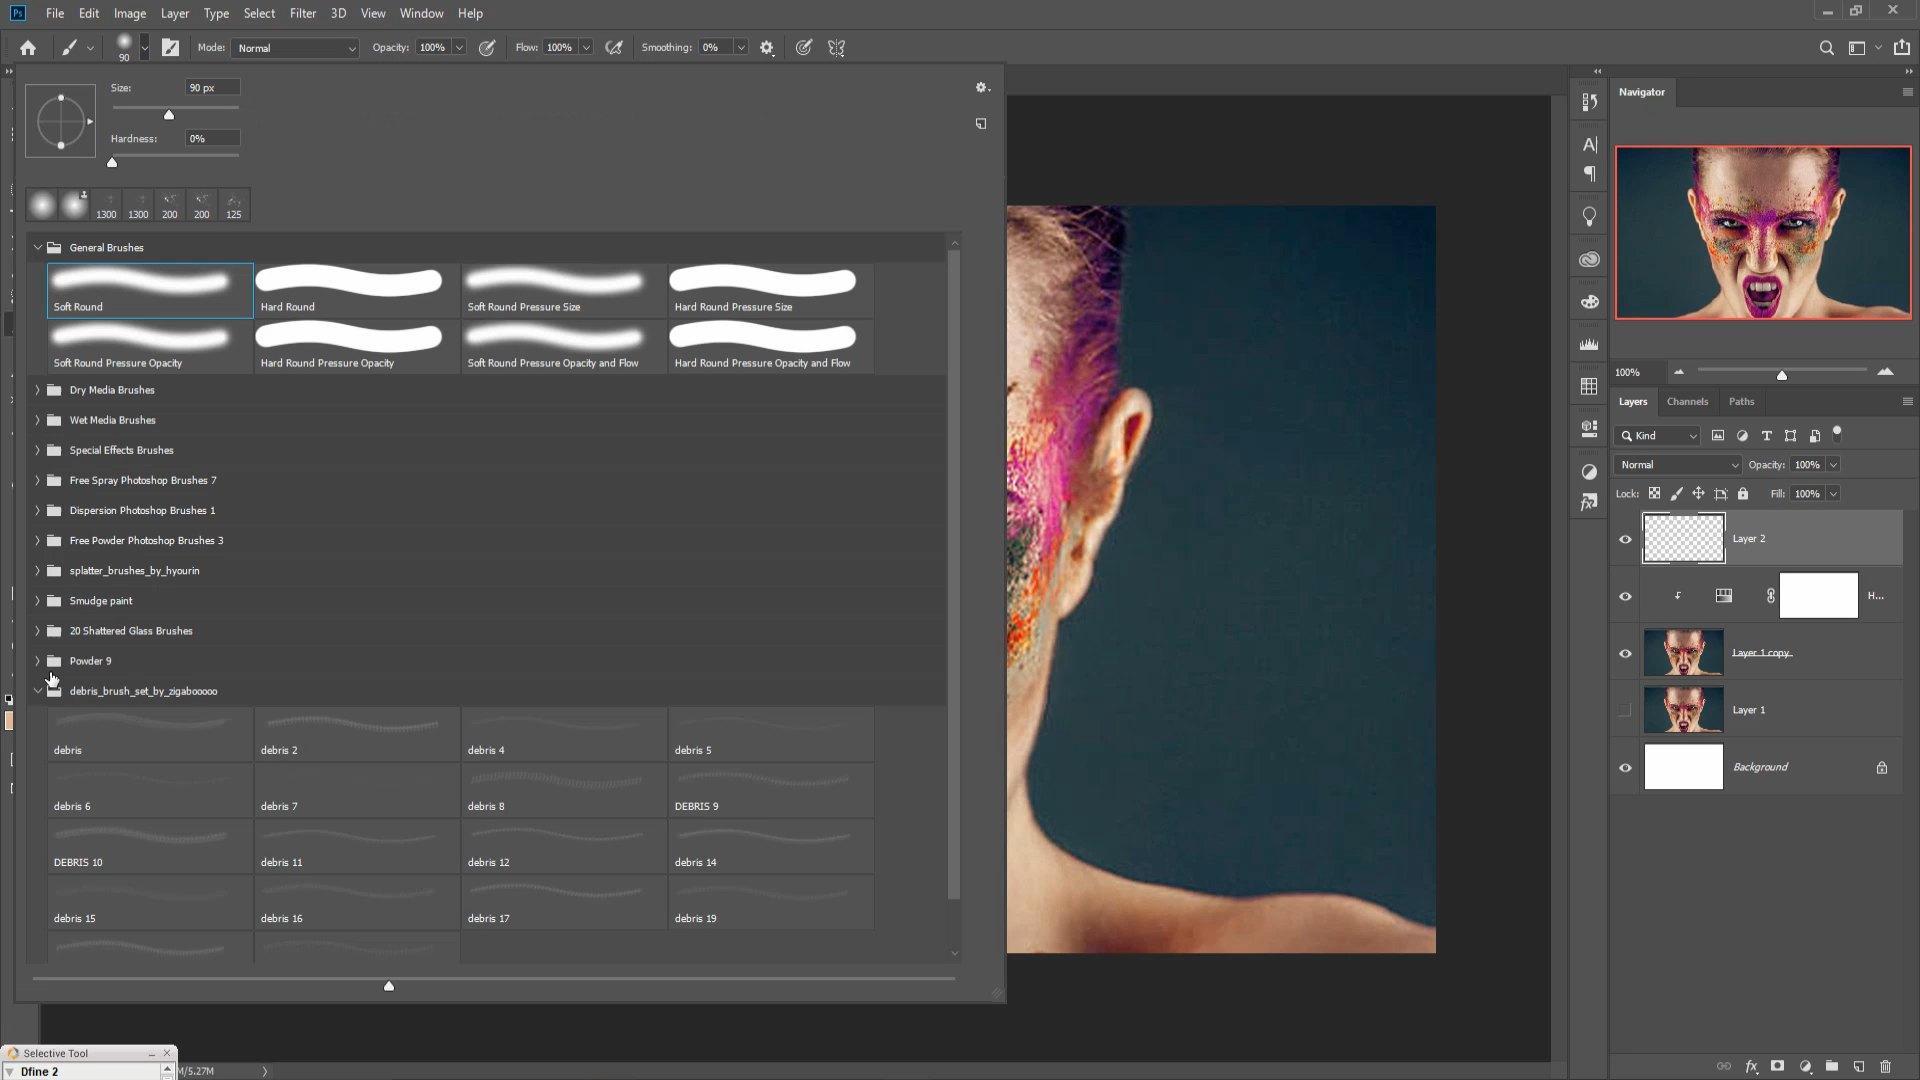 Ps File Edit Image Layer Type Select Filter 3D View Window Help
90 Mode: Normal Opacity: 100% Flow: 100% Smoothing: 0%
Size: 90 px
Hardness: 0%
1300 1300 200 200 125
General Brushes
Soft Round Hard Round Soft Round Pressure Size Hard Round Pressure Size
Soft Round Pressure Opacity Hard Round Pressure Opacity Soft Round Pressure Opacity and Flow Hard Round Pressure Opacity and Flow
Dry Media Brushes
Wet Media Brushes
Special Effects Brushes
Free Spray Photoshop Brushes 7
Dispersion Photoshop Brushes 1
Free Powder Photoshop Brushes 3
splatter_brushes_by_hyourin
Smudge paint
20 Shattered Glass Brushes
Powder 9
debris_brush_set_by_zigabooooo
debris debris 2 debris 4 debris 5
debris 6 debris 7 debris 8 DEBRIS 9
DEBRIS 10 debris 11 debris 12 debris 14
debris 15 debris 16 debris 17 debris 19
Selective Tool
Dfine 2
M/5.27M
Navigator
100%
Layers Channels Paths
Kind
Normal Opacity: 100%
Lock: Fill: 100%
Layer 2
H...
Layer 1 copy
Layer 1
Background